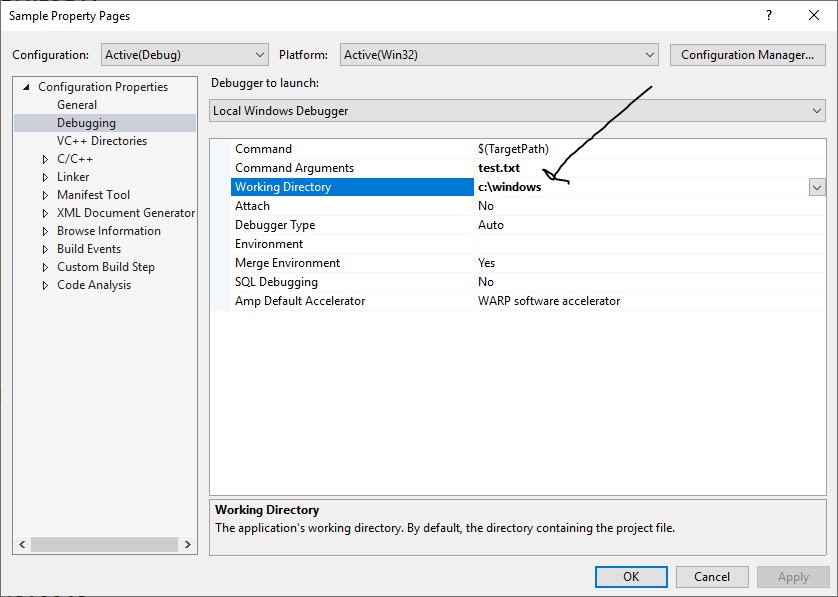 Sample Property Pages
?
Configuration: Active(Debug) Platform: Active(Win32) Configuration Manager...
Configuration Properties
General
Debugging
VC++ Directories
C/C++
Linker
Manifest Tool
XML Document Generator
Browse Information
Build Events
Custom Build Step
Code Analysis
Debugger to launch:
Local Windows Debugger
Command $(TargetPath)
Command Arguments test.txt
Working Directory c:\windows
Attach No
Debugger Type Auto
Environment
Merge Environment Yes
SQL Debugging No
Amp Default Accelerator WARP software accelerator
Working Directory
The application's working directory. By default, the directory containing the project file.
OK Cancel Apply